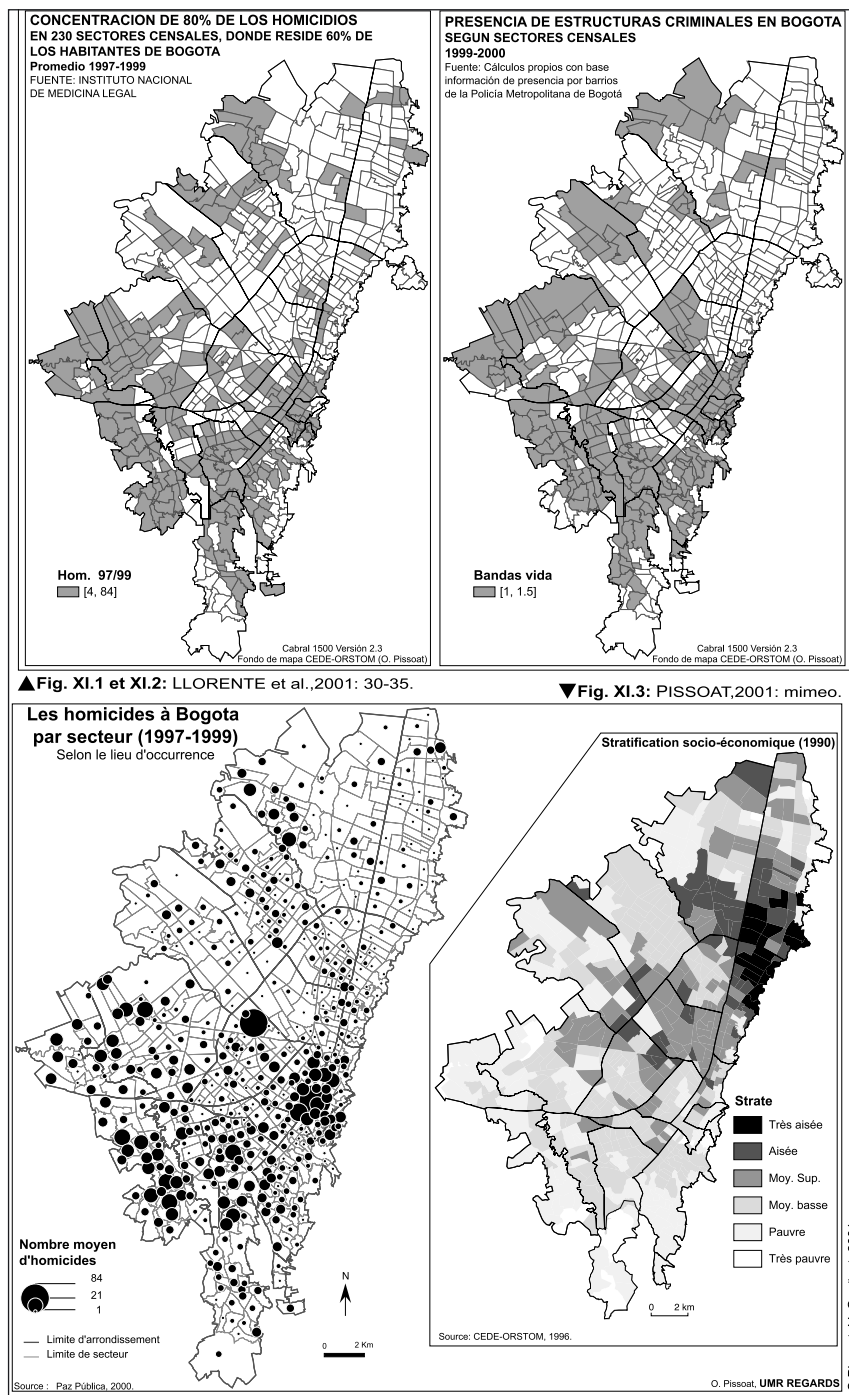 CONCENTRACION DE 80% DE LOS HOMICIDIOS
EN 230 SECTORES CENSALES, DONDE RESIDE 60% DE
LOS HABITANTES DE BOGOTA
Promedio 1997-1999
FUENTE: INSTITUTO NACIONAL
DE MEDICINA LEGAL
Hom. 97/99
[4, 84]
Cabral 1500 Versión 2.3
Fondo de mapa CEDE-ORSTOM (O. Pissoat)
PRESENCIA DE ESTRUCTURAS CRIMINALES EN BOGOTA
SEGUN SECTORES CENSALES
1999-2000
Fuente: Cálculos propios con base
información de presencia por barrios
de la Policía Metropolitana de Bogotá
Bandas vida
[1, 1.5]
Cabral 1500 Versión 2.3
Fondo de mapa CEDE-ORSTOM (O. Pissoat)
▲Fig. XI.1 et XI.2: LLORENTE et al.,2001: 30-35.
▼Fig. XI.3: PISSOAT,2001: mimeo.
Les homicides à Bogota
par secteur (1997-1999)
Selon le lieu d'occurrence
Nombre moyen
d'homicides
84
21
1
Limite d'arrondissement
Limite de secteur
N
0 2 Km
Source : Paz Pública, 2000.
Stratification socio-économique (1990)
Strate
Très aisée
Aisée
Moy. Sup.
Moy. basse
Pauvre
Très pauvre
0 2 km
Source: CEDE-ORSTOM, 1996.
O. Pissoat, UMR REGARDS